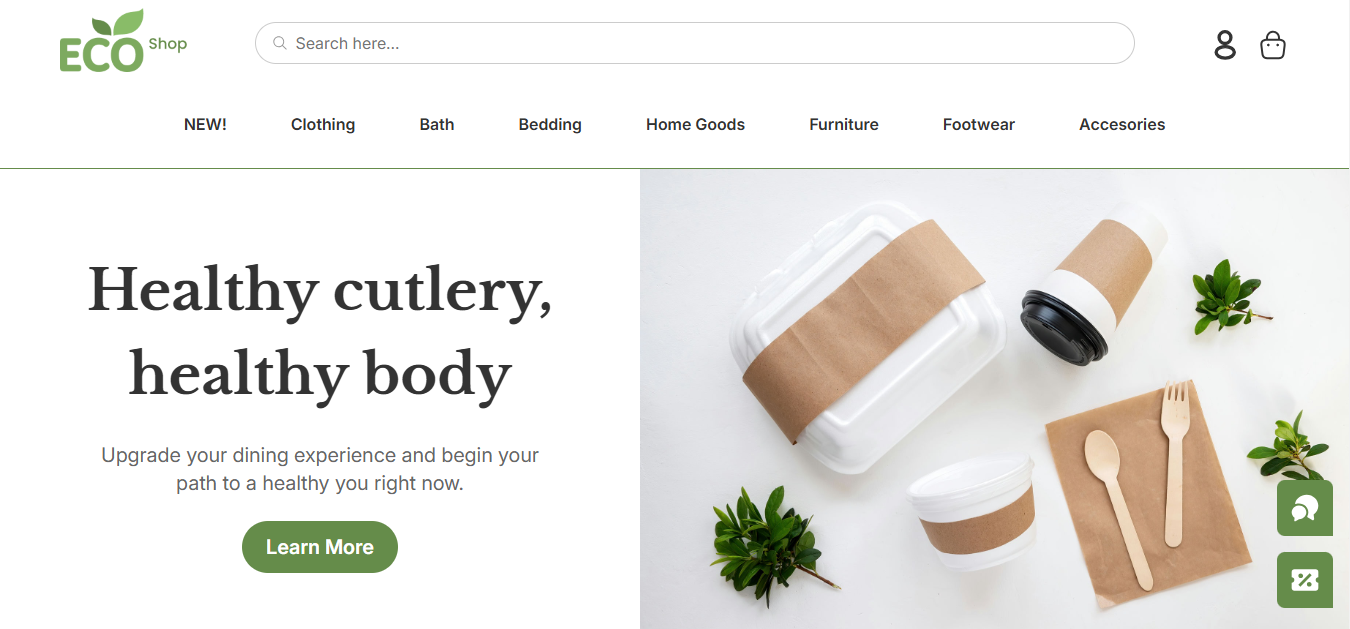 ECO Shop
Search here...
NEW! Clothing Bath Bedding Home Goods Furniture Footwear Accesories
Healthy cutlery,
healthy body
Upgrade your dining experience and begin your
path to a healthy you right now.
Learn More